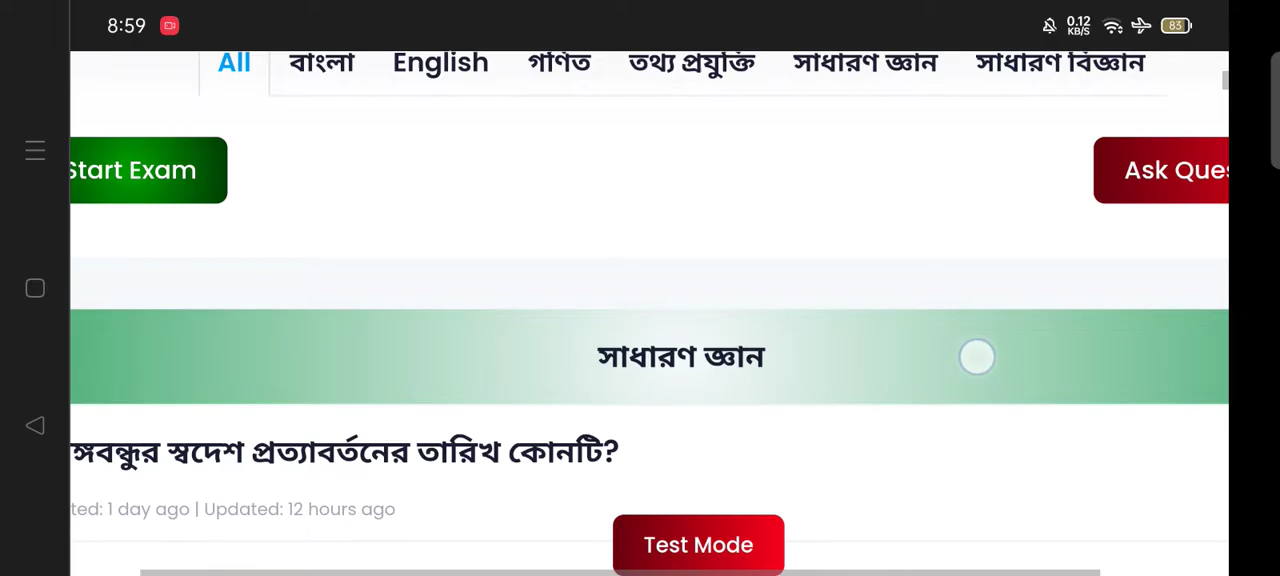 8:59
0.12 KB/S
83
All বাংলা English গণিত তথ্য প্রযুক্তি সাধারণ জ্ঞান সাধারণ বিজ্ঞান
Start Exam
Ask Ques
সাধারণ জ্ঞান
ঙ্গবন্ধুর স্বদেশ প্রত্যাবর্তনের তারিখ কোনটি?
ted: 1 day ago | Updated: 12 hours ago
Test Mode